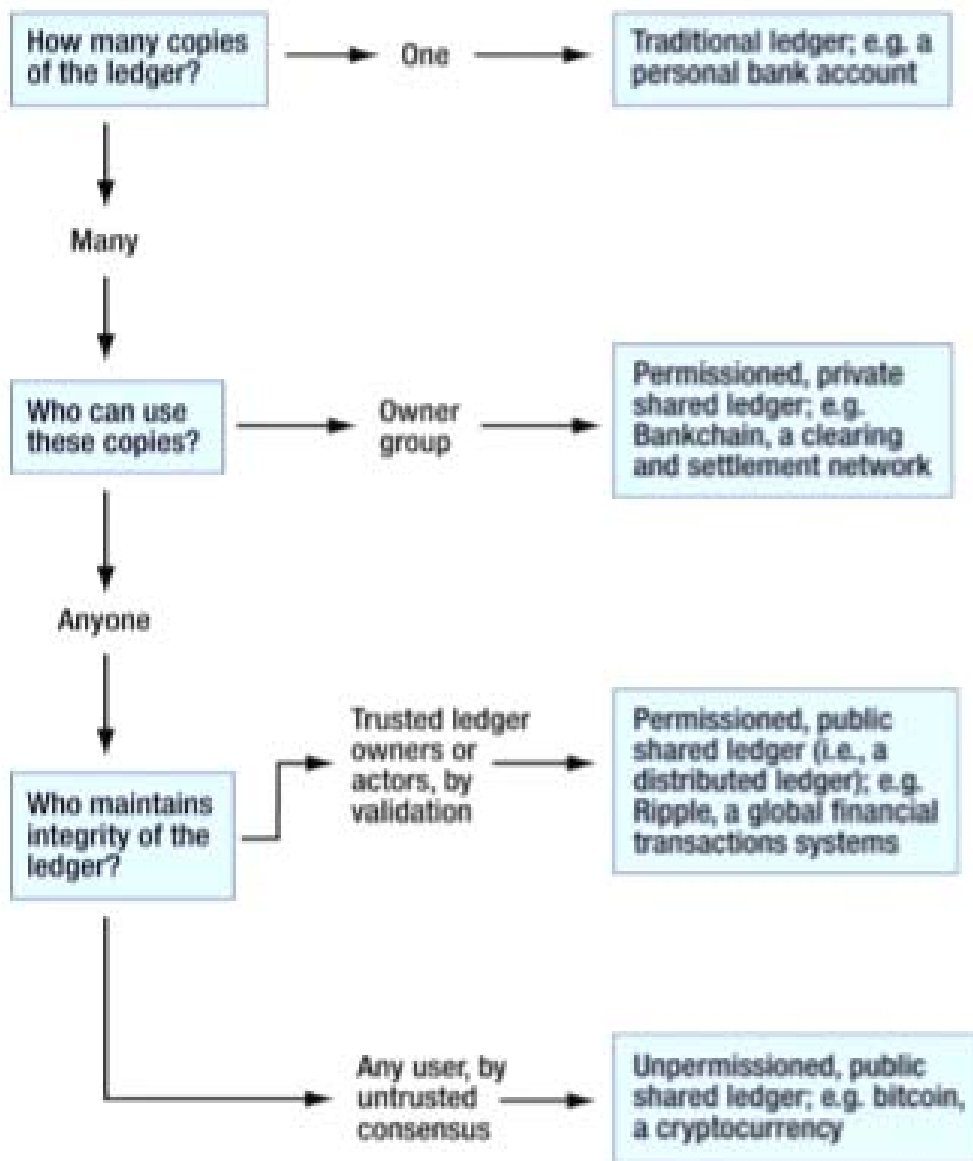 How many copies
of the ledger?
One
Traditional ledger; e.g. a
personal bank account
Many
Who can use
these copies?
Owner
group
Permissioned, private
shared ledger; e.g.
Bankchain, a clearing
and settlement network
Anyone
Who maintains
integrity of the
ledger?
Trusted ledger
owners or
actors, by
validation
Permissioned, public
shared ledger (i.e., a
distributed ledger); e.g.
Ripple, a global financial
transactions systems
Any user, by
untrusted
consensus
Unpermissioned, public
shared ledger; e.g. bitcoin,
a cryptocurrency